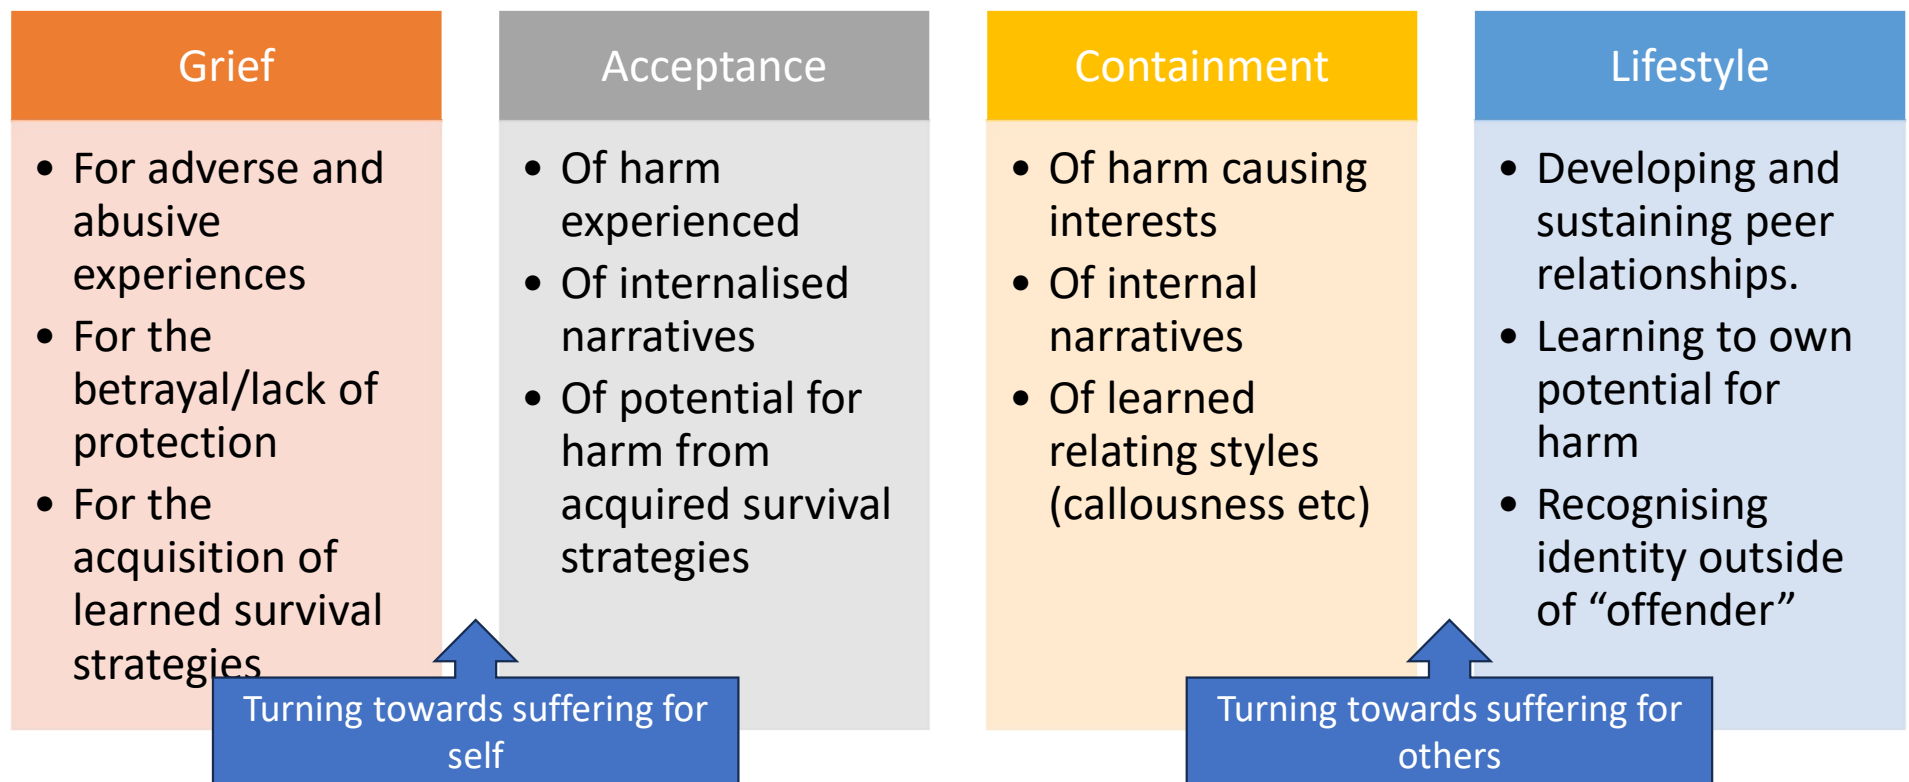 Grief
• For adverse and
abusive
experiences
• For the
betrayal/lack of
protection
• For the
acquisition of
learned survival
strategies
Acceptance
• Of harm
experienced
• Of internalised
narratives
• Of potential for
harm from
acquired survival
strategies
Turning towards suffering for
self
Containment
• Of harm causing
interests
• Of internal
narratives
• Of learned
relating styles
(callousness etc)
Lifestyle
• Developing and
sustaining peer
relationships.
• Learning to own
potential for
harm
• Recognising
identity outside
of “offender”
Turning towards suffering for
others